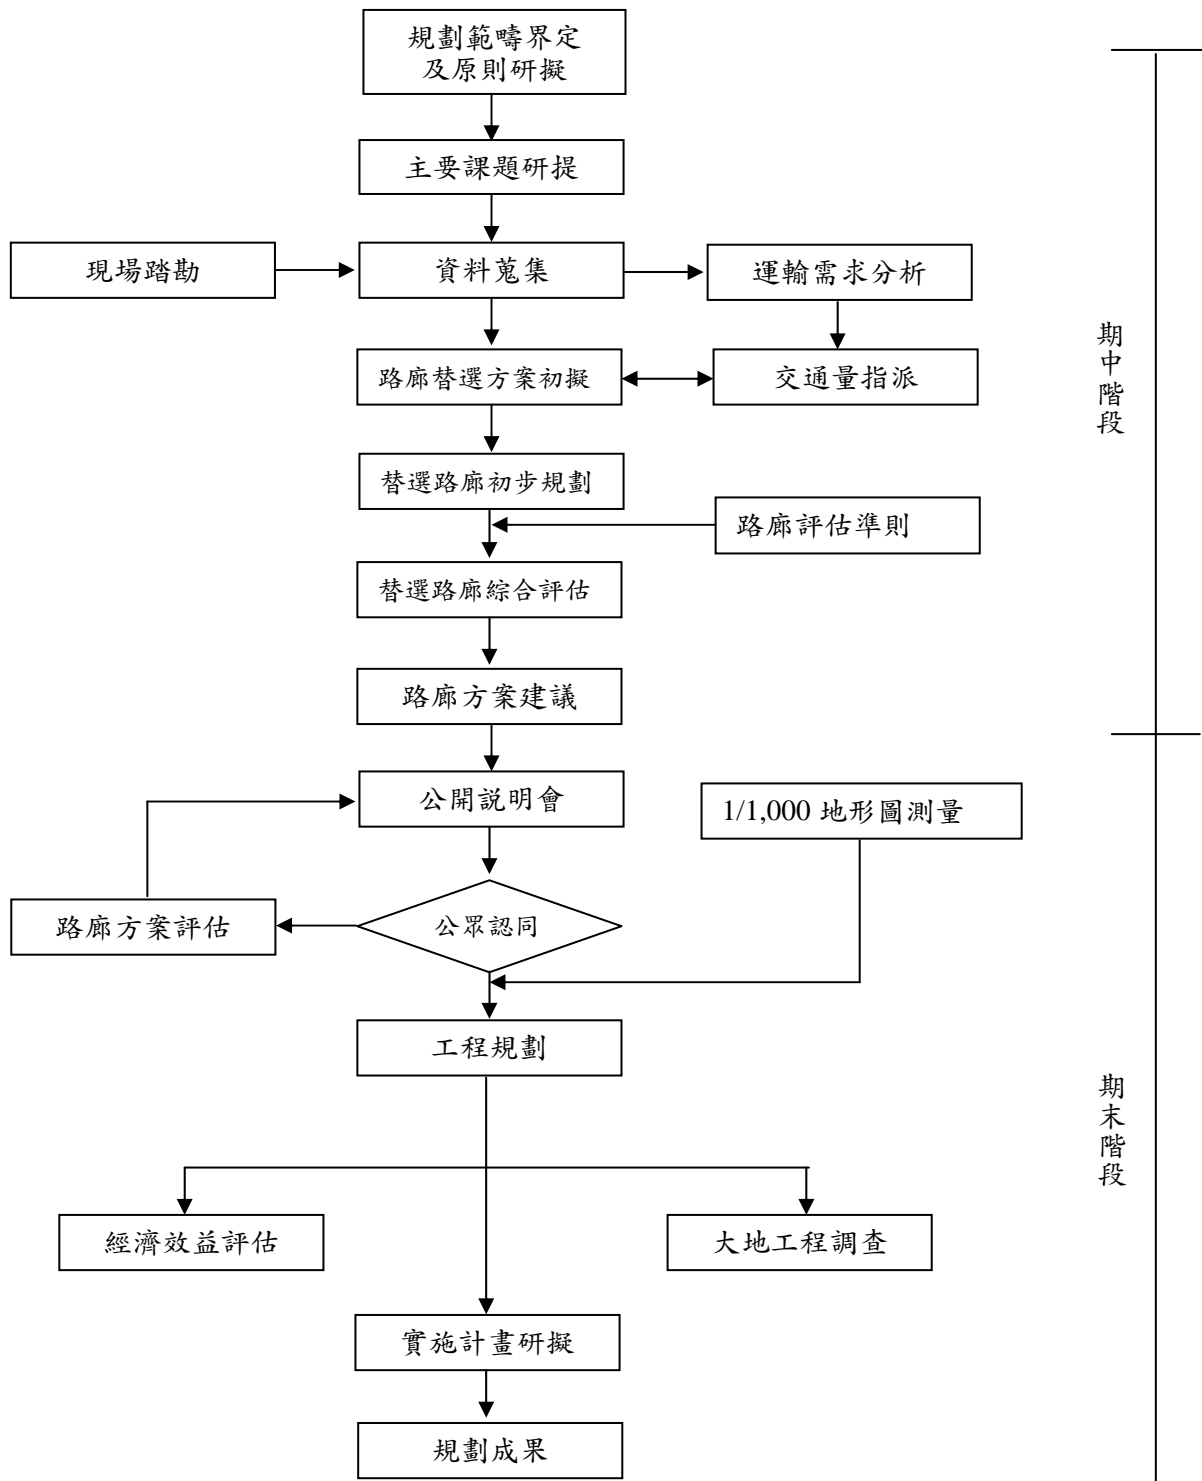 規劃範疇界定
及原則研擬
主要課題研提
現場踏勘
資料蒐集
運輸需求分析
路廊替選方案初擬
交通量指派
期中階段
替選路廊初步規劃
路廊評估準則
替選路廊綜合評估
路廊方案建議
公開說明會
1/1,000 地形圖測量
路廊方案評估
公眾認同
工程規劃
期末階段
經濟效益評估
大地工程調查
實施計畫研擬
規劃成果